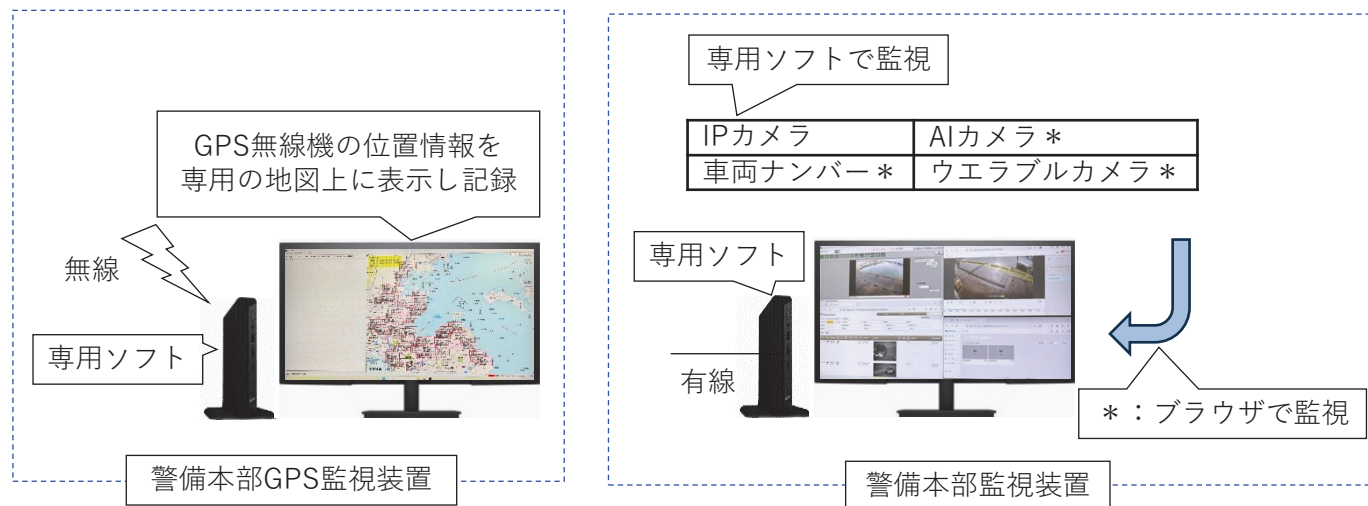 GPS無線機の位置情報を
専用の地図上に表示し記録
無線
専用ソフト
警備本部GPS監視装置
専用ソフトで監視
IPカメラ AIカメラ＊
車両ナンバー＊ ウエラブルカメラ＊
専用ソフト
有線
＊：ブラウザで監視
警備本部監視装置